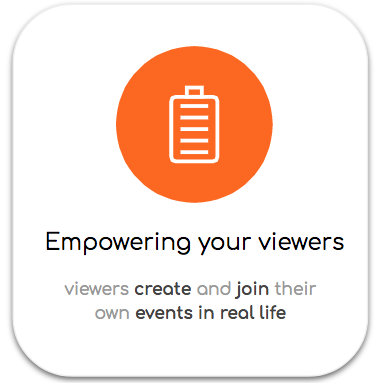 Empowering your viewers
viewers create and join their
own events in real life